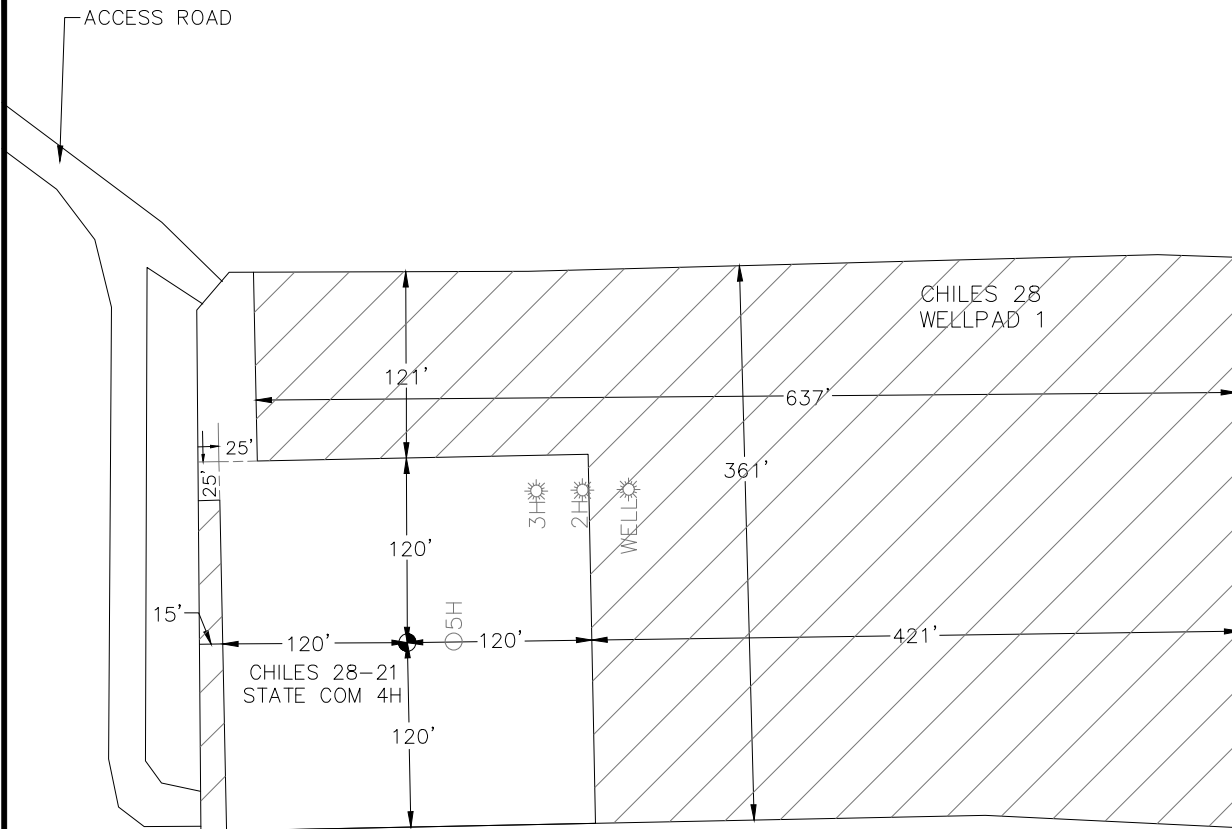 ACCESS ROAD
CHILES 28
WELLPAD 1
121'
637'
25'
361'
25'
3H
2H
WELL
120'
5H
15'
120'
120'
421'
CHILES 28-21
STATE COM 4H
120'